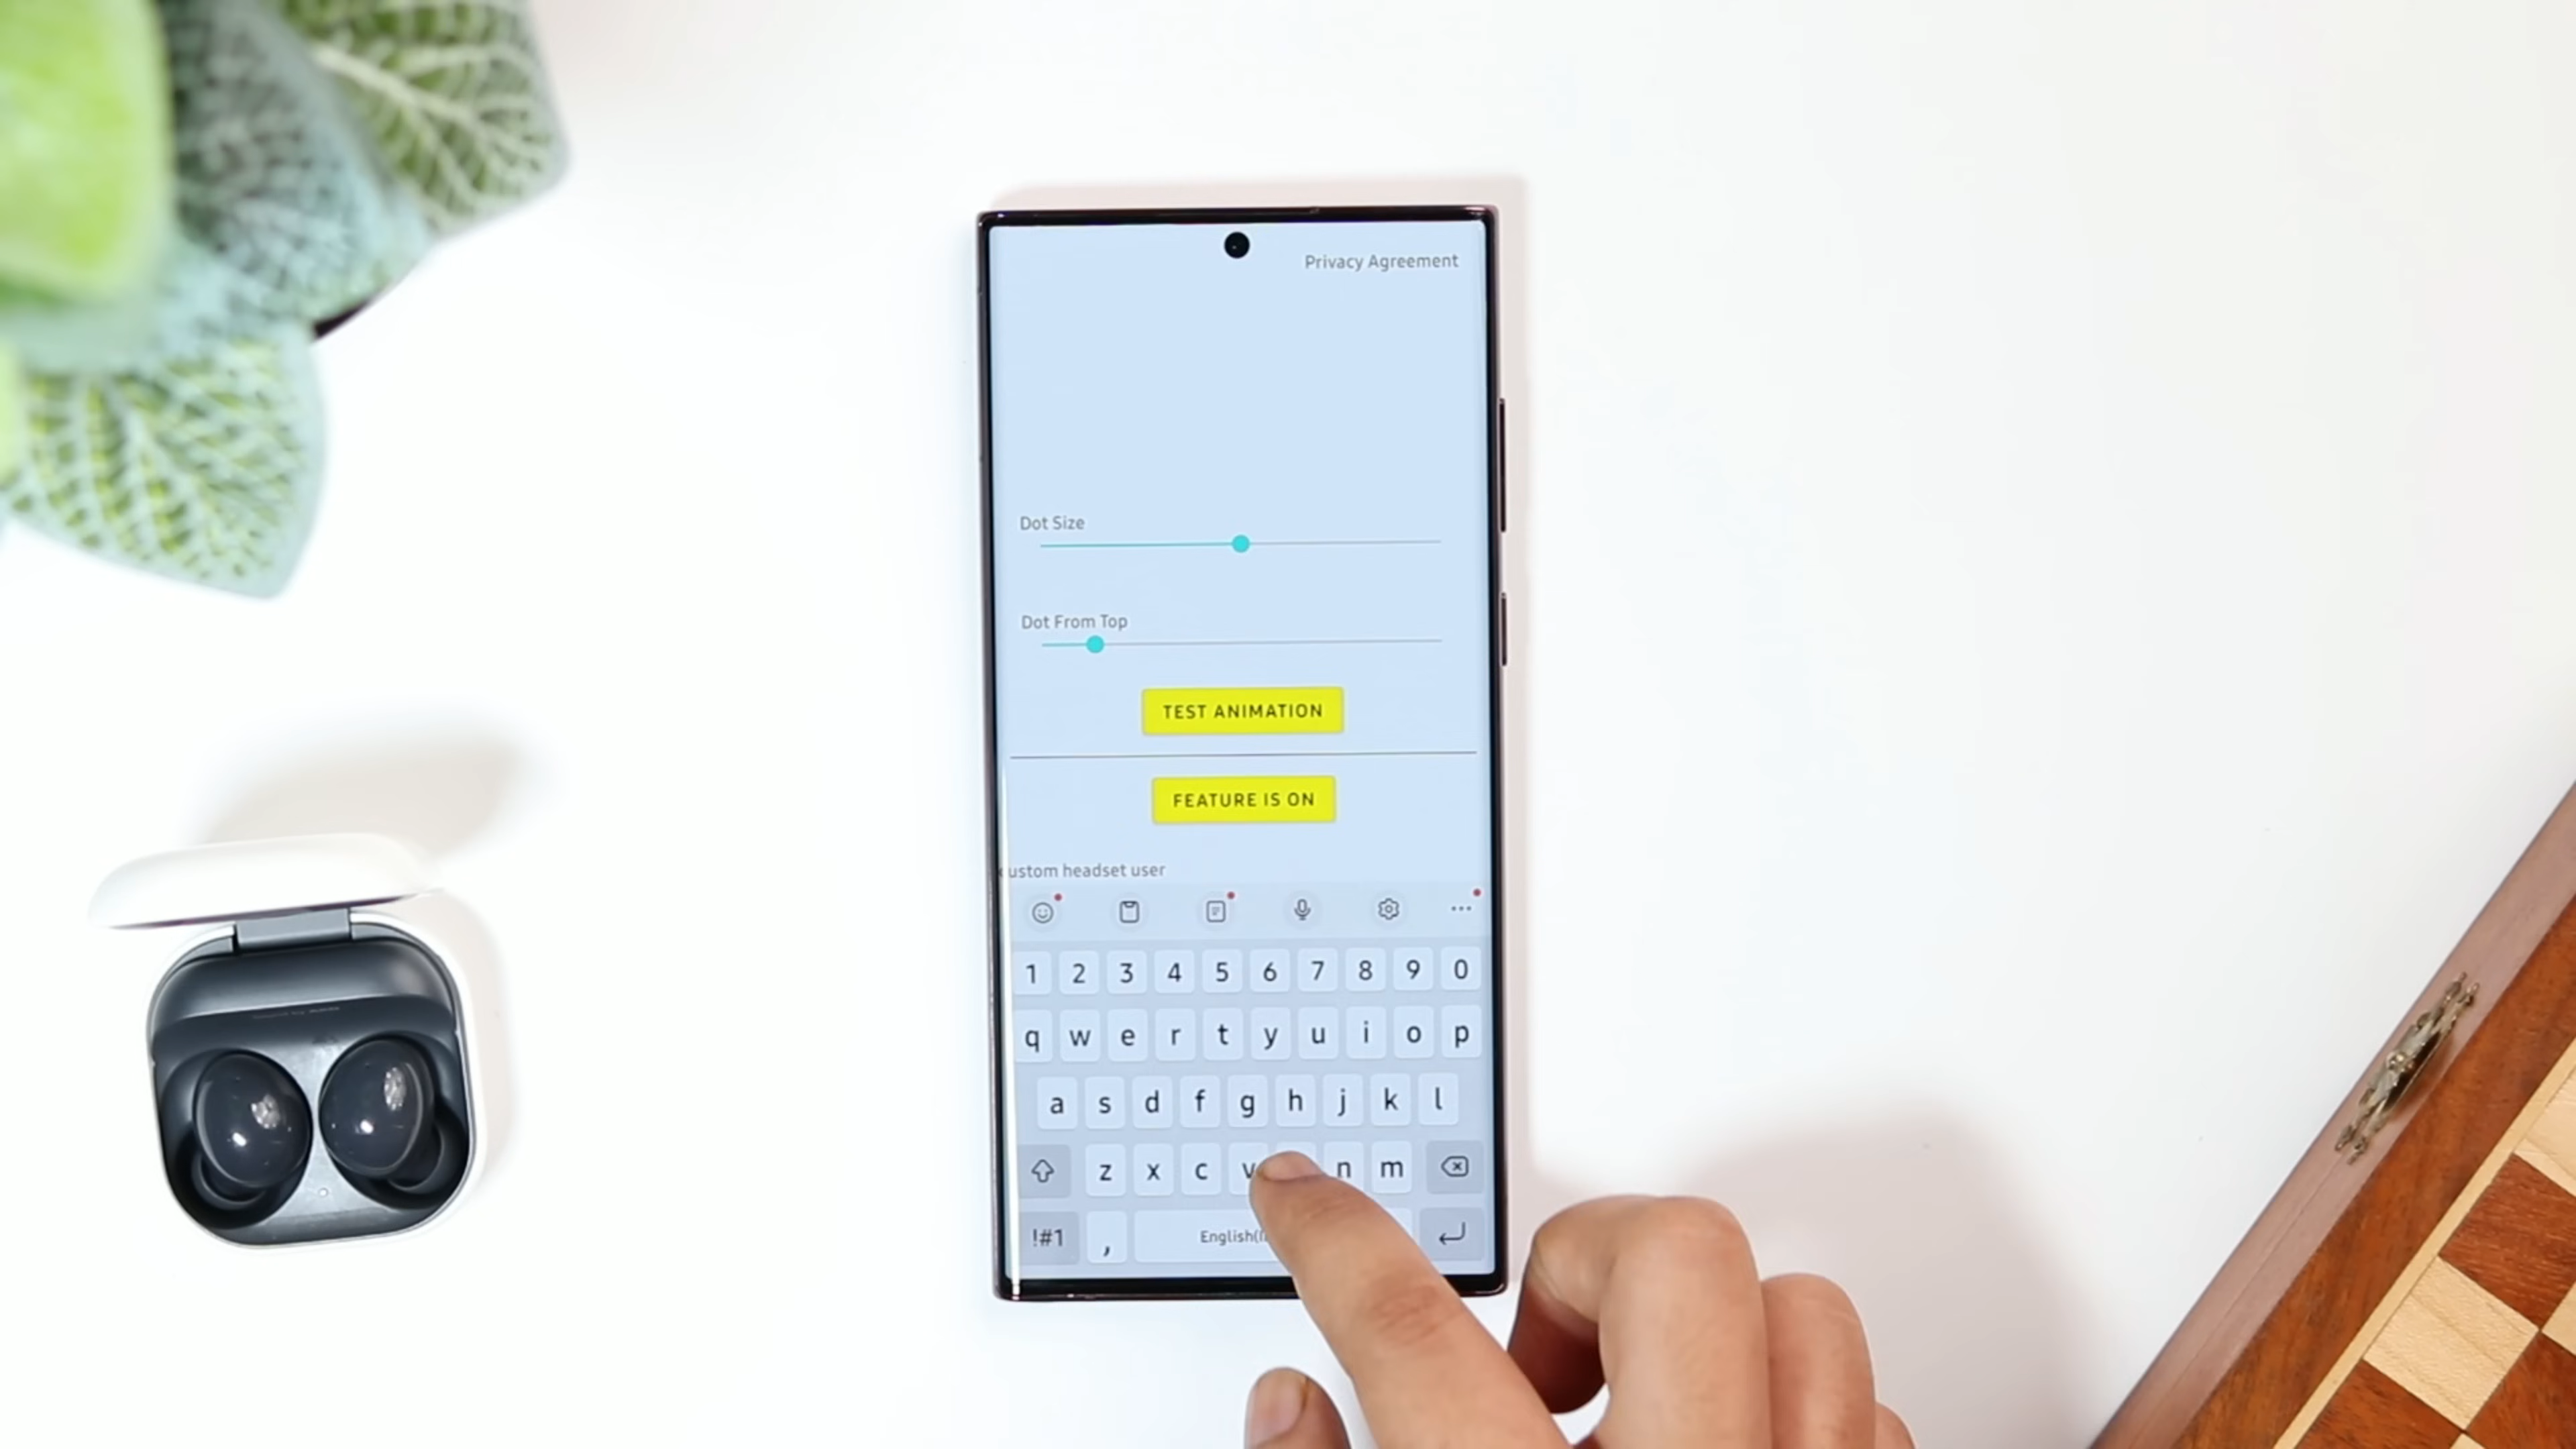 Privacy Agreement
Dot Size
Dot From Top
TEST ANIMATION
FEATURE IS ON
ustom headset user
1 2 3 4 5 6 7 8 9 0
q w e r t y u i o p
a s d f g h j k l
z x c v n m
!#1 , English